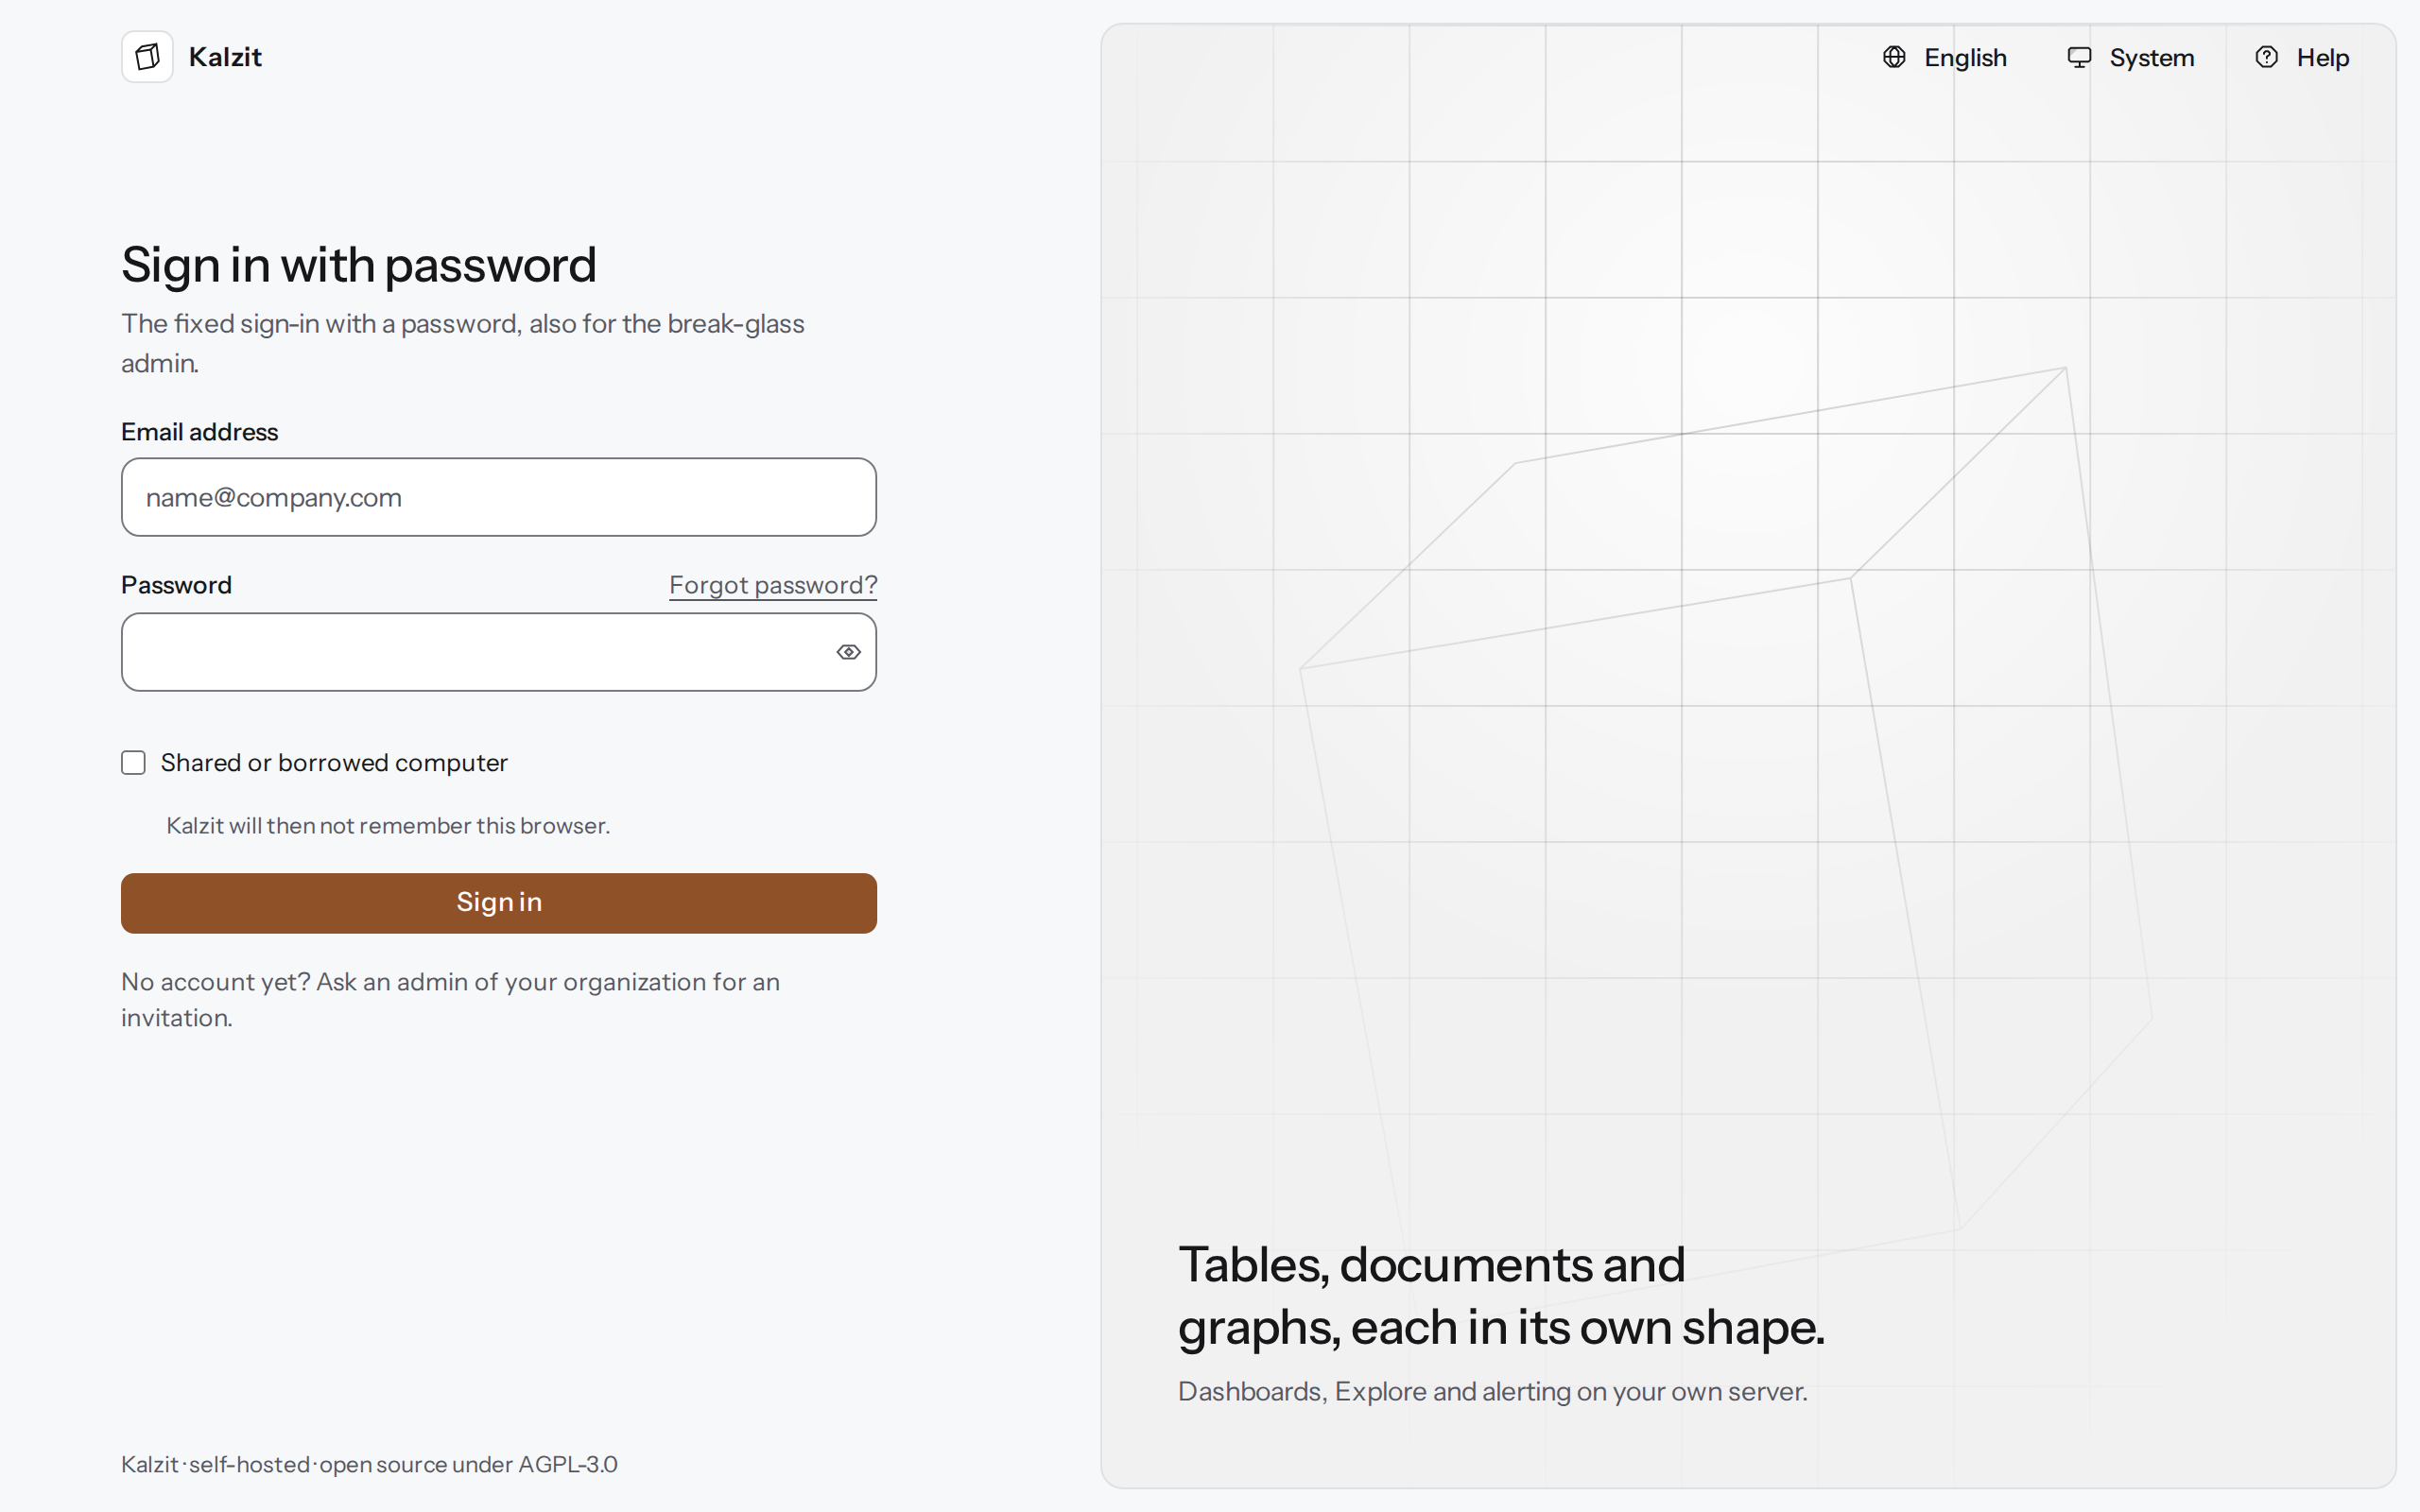 Kalzit
English
System
Help
Sign in with password
The fixed sign-in with a password, also for the break-glass
admin.
Email address
name@company.com
Password
Forgot password?
Shared or borrowed computer
Kalzit will then not remember this browser.
Sign in
No account yet? Ask an admin of your organization for an
invitation.
Tables, documents and
graphs, each in its own shape.
Dashboards, Explore and alerting on your own server.
Kalzit · self-hosted · open source under AGPL-3.0